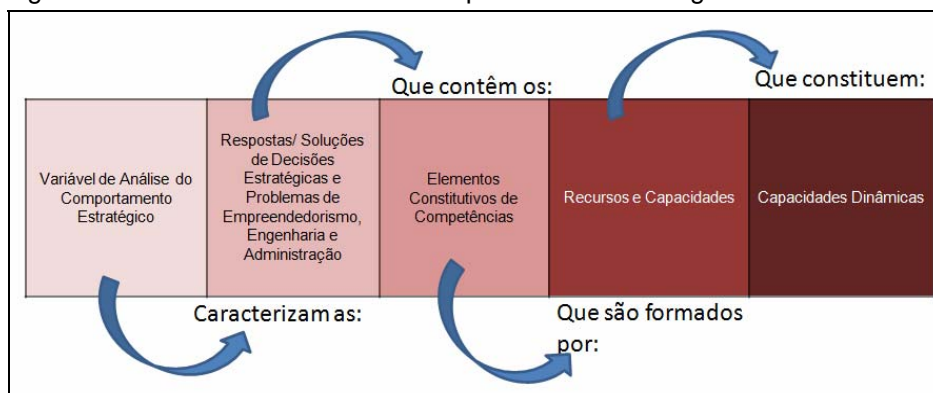 Que contêm os:
Que constituem:
Variável de Análise do
Comportamento
Estratégico
Respostas/ Soluções
de Decisões
Estratégicas e
Problemas de
Empreendedorismo,
Engenharia e
Administração
Elementos
Constitutivos de
Competências
Recursos e Capacidades
Capacidades Dinâmicas
Caracterizam as:
Que são formados
por: